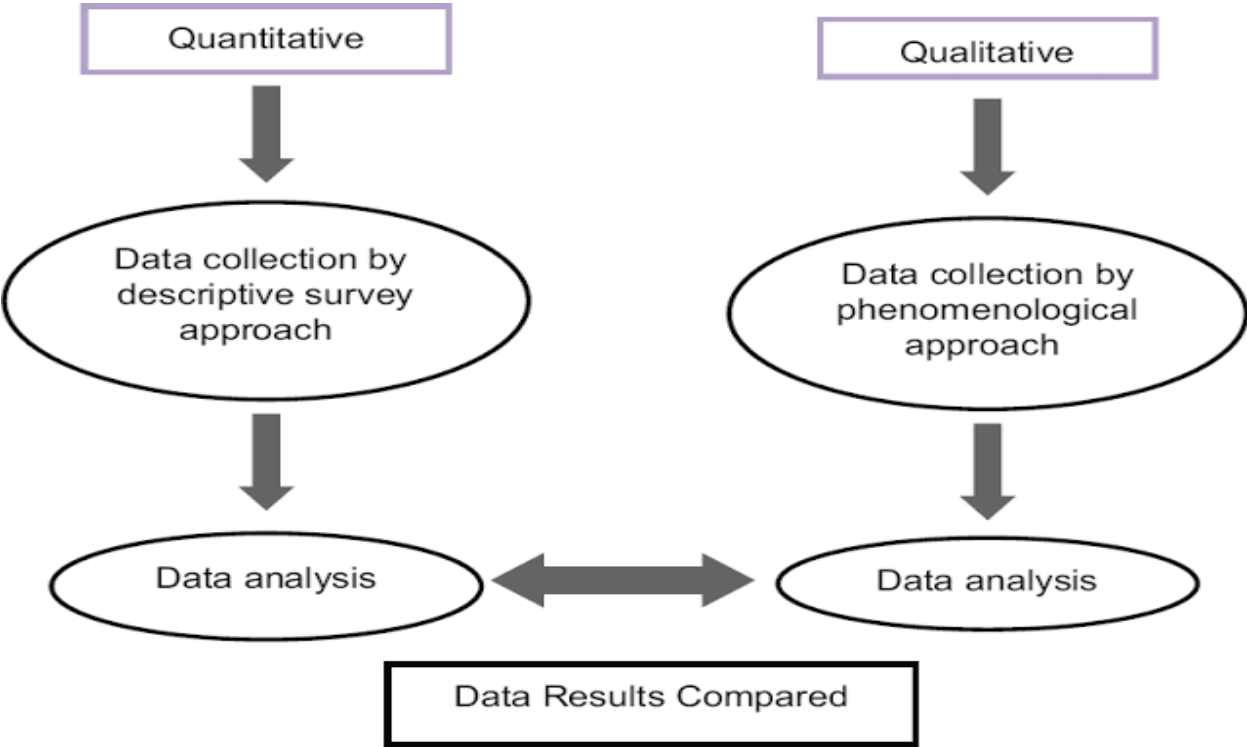 Quantitative
Qualitative
Data collection by
descriptive survey
approach
Data collection by
phenomenological
approach
Data analysis
Data analysis
Data Results Compared